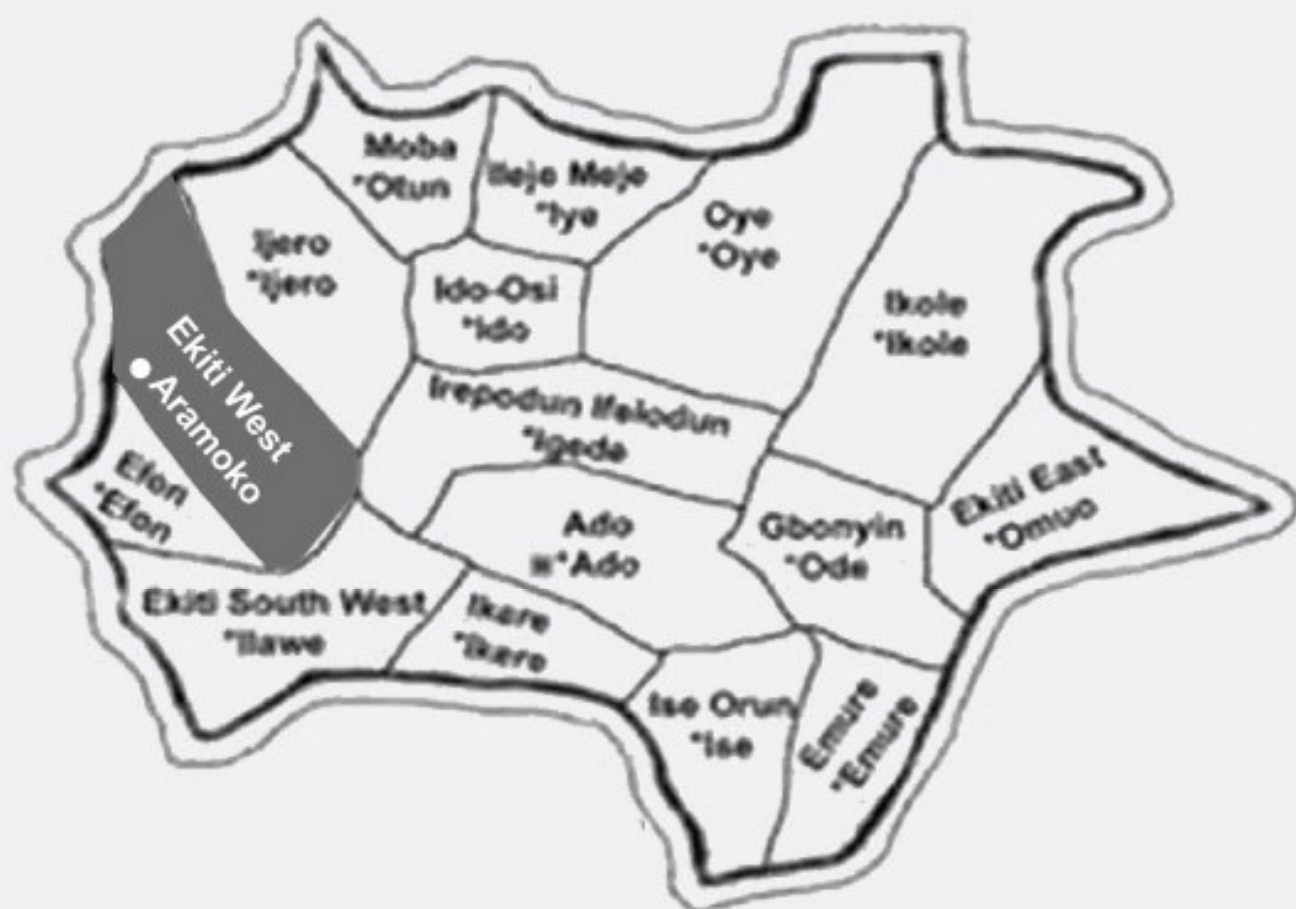 Moba
*Otun
Ileje Meje
*Iye
Oye
*Oye
Ijero
*Ijero
Ido-Osi
*Ido
Ikole
*Ikole
Ekiti West
Aramoko
Irepodun Ifelodun
*Igede
Efon
*Efon
Ado
*Ado
Gbonyin
*Ode
Ekiti East
*Omuo
Ekiti South West
*Ilawe
Ikere
*Ikere
Ise Orun
*Ise
Emure
*Emure